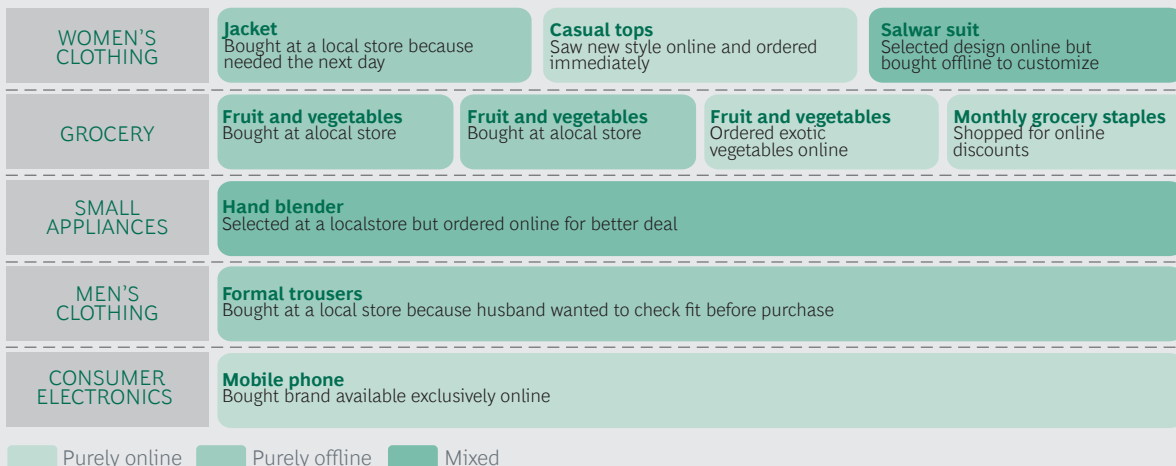 WOMEN'S
CLOTHING
Jacket
Bought at a local store because
needed the next day
Casual tops
Saw new style online and ordered
immediately
Salwar suit
Selected design online but
bought offline to customize
GROCERY
Fruit and vegetables
Bought at alocal store
Fruit and vegetables
Bought at alocal store
Fruit and vegetables
Ordered exotic
vegetables online
Monthly grocery staples
Shopped for online
discounts
SMALL
APPLIANCES
Hand blender
Selected at a localstore but ordered online for better deal
MEN'S
CLOTHING
Formal trousers
Bought at a local store because husband wanted to check fit before purchase
CONSUMER
ELECTRONICS
Mobile phone
Bought brand available exclusively online
Purely online
Purely offline
Mixed